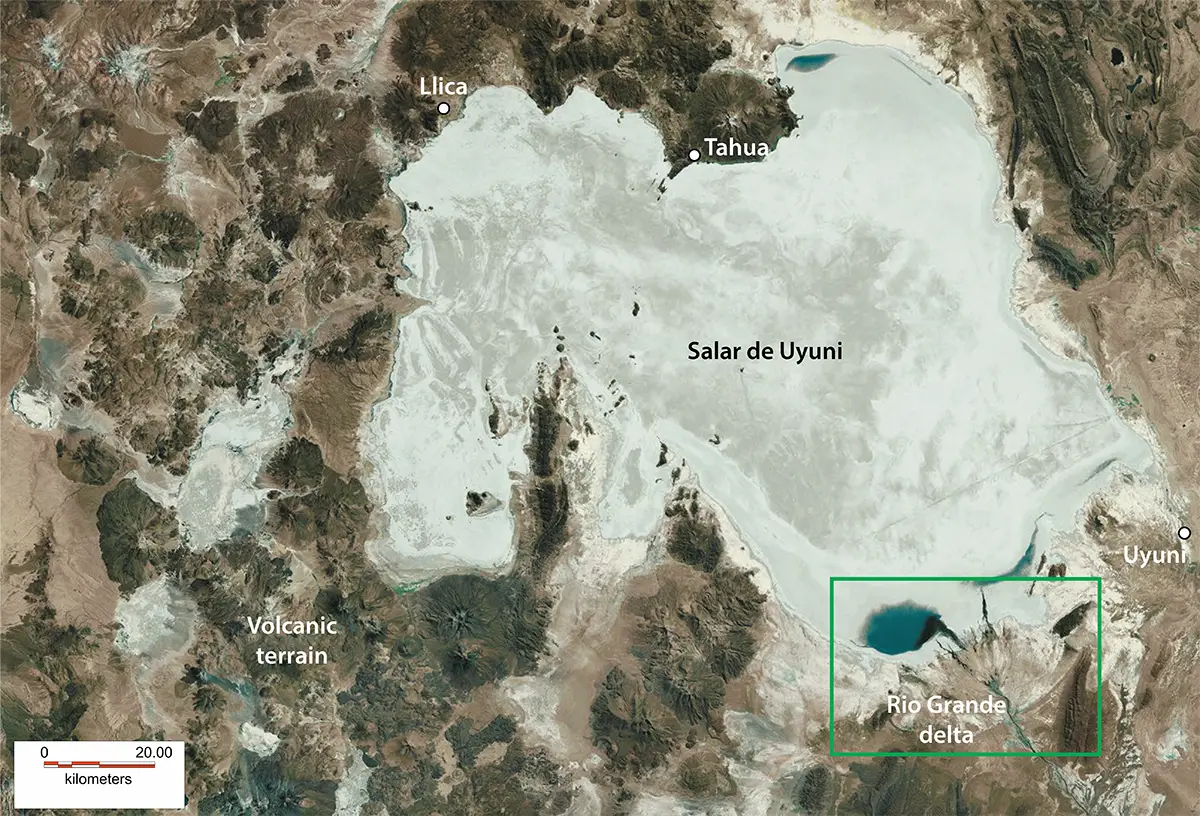 Llica
Tahua
Salar de Uyuni
Uyuni
Volcanic
terrain
Rio Grande
delta
0 20.00
kilometers